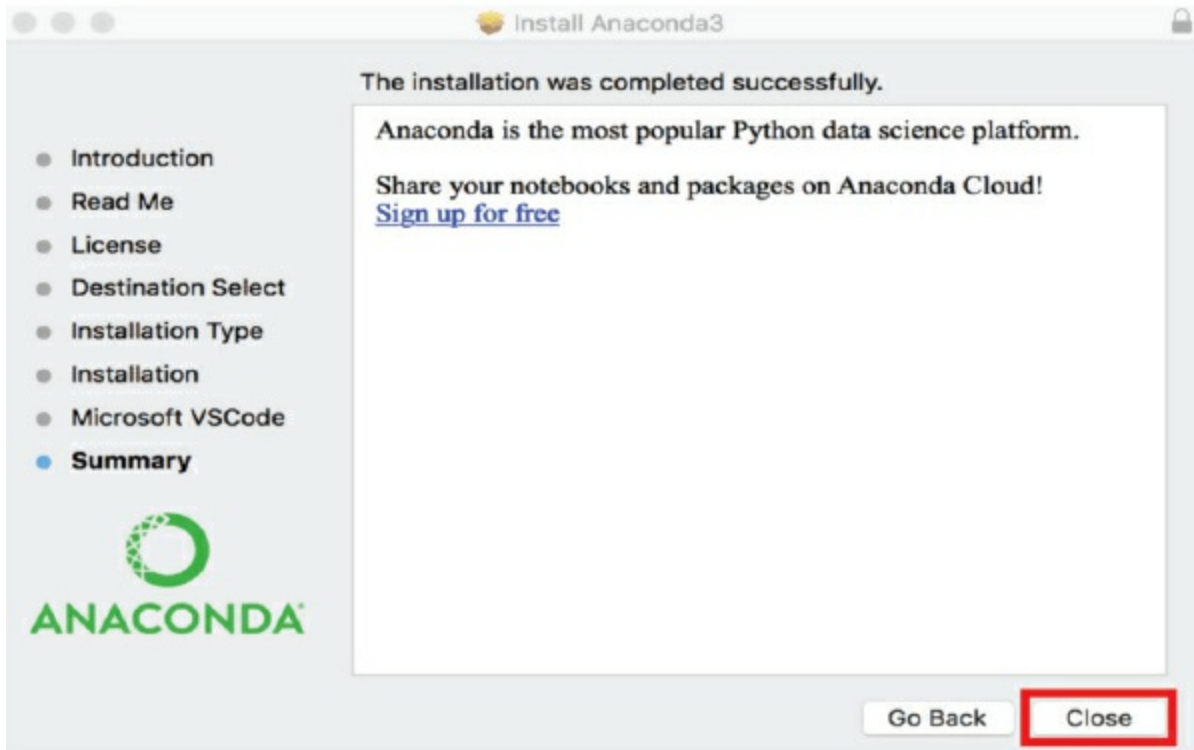 Install Anaconda3
The installation was completed successfully.
Introduction
Read Me
License
Destination Select
Installation Type
Installation
Microsoft VSCode
Summary
ANACONDA
Anaconda is the most popular Python data science platform.
Share your notebooks and packages on Anaconda Cloud!
Sign up for free
Go Back
Close